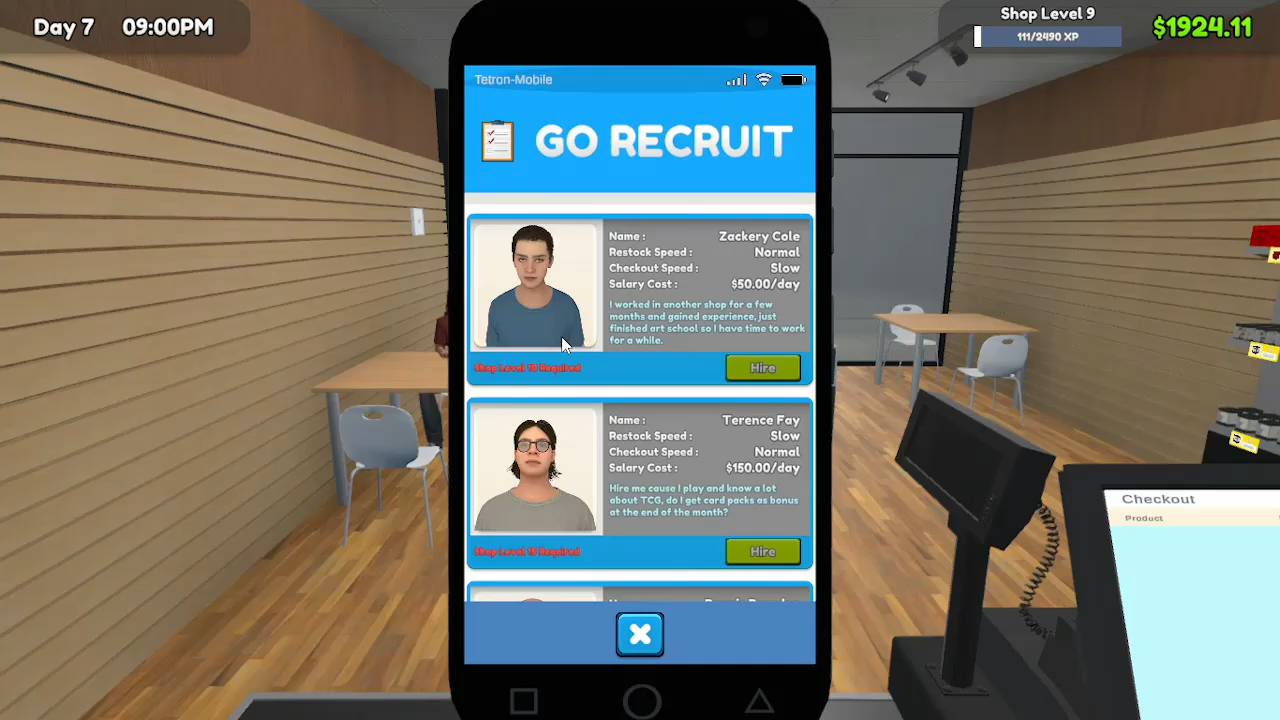 Day 7 09:00PM
Shop Level 9
111/2490 XP
$1924.11
Tetron-Mobile
GO RECRUIT
Name : Zackery Cole
Restock Speed : Normal
Checkout Speed : Slow
Salary Cost : $50.00/day
I worked in another shop for a few
months and gained experience, just
finished art school so I have time to work
for a while.
Shop Level 10 Required
Hire
Name : Terence Fay
Restock Speed : Slow
Checkout Speed : Normal
Salary Cost : $150.00/day
Hire me cause I play and know a lot
about TCG, do I get card packs as bonus
at the end of the month?
Shop Level 15 Required
Hire
Checkout
Product